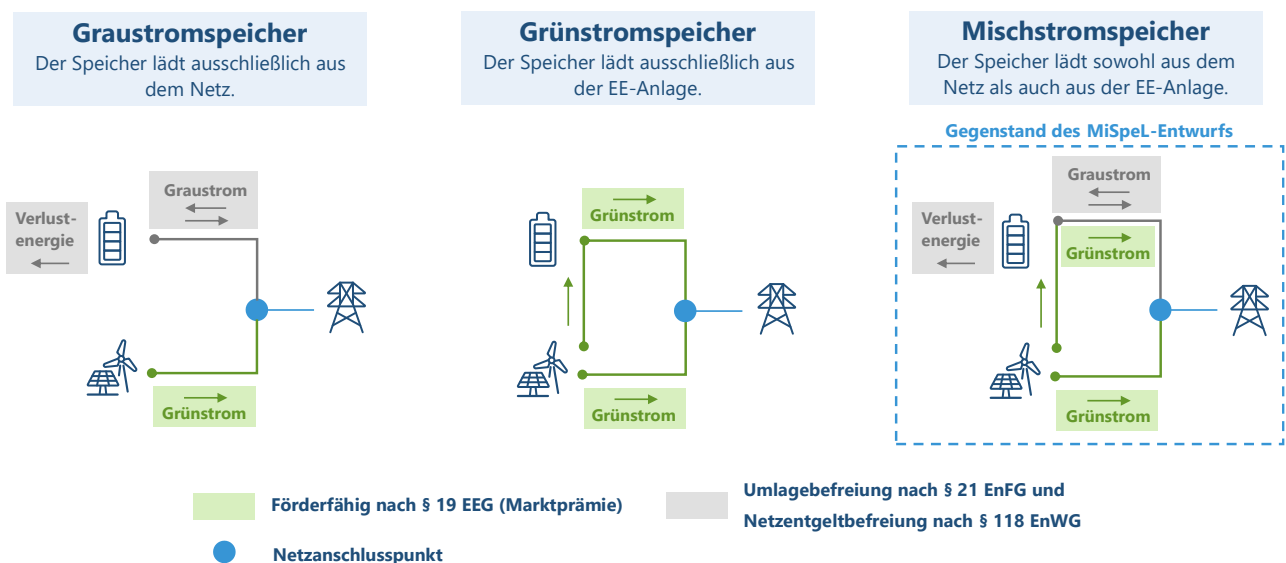 Graustromspeicher
Der Speicher lädt ausschließlich aus
dem Netz.
Grünstromspeicher
Der Speicher lädt ausschließlich aus
der EE-Anlage.
Mischstromspeicher
Der Speicher lädt sowohl aus dem
Netz als auch aus der EE-Anlage.
Gegenstand des MiSpeL-Entwurfs
Graustrom
Verlust-
energie
Grünstrom
Grünstrom
Grünstrom
Graustrom
Verlust-
energie
Grünstrom
Grünstrom
Förderfähig nach § 19 EEG (Marktprämie)
Umlagebefreiung nach § 21 EnFG und
Netzentgeltbefreiung nach § 118 EnWG
Netzanschlusspunkt